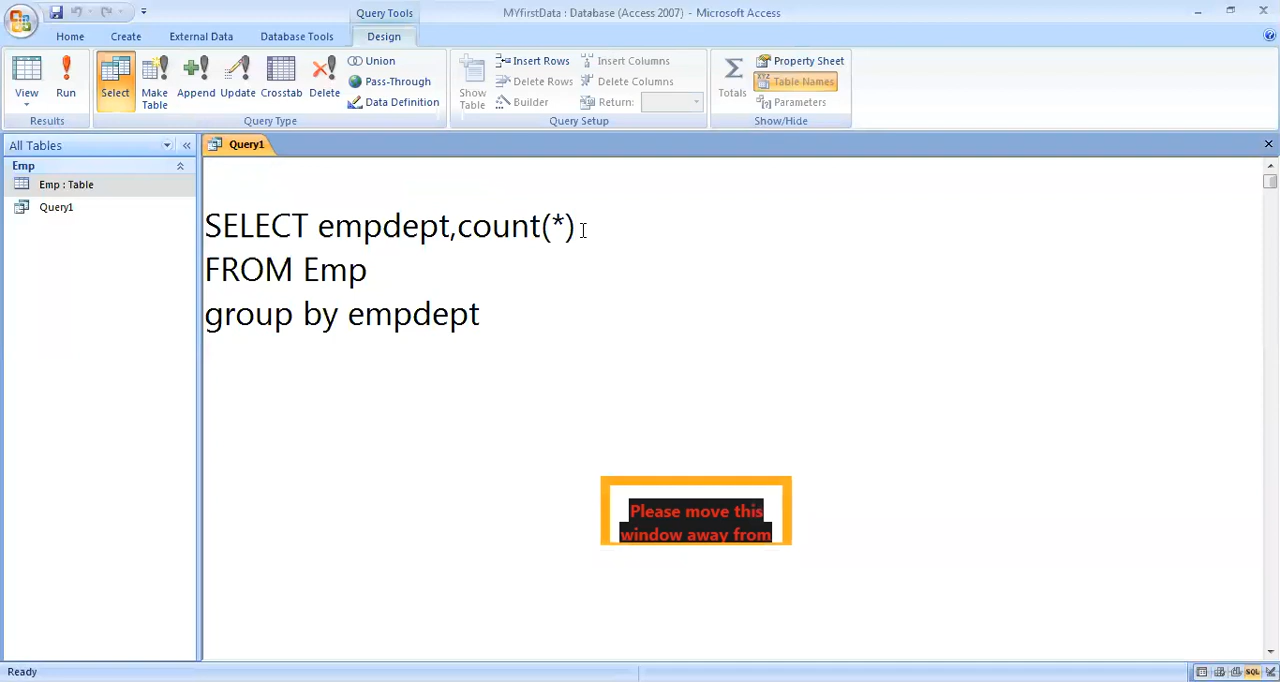 Query Tools
MYfirstData : Database (Access 2007) - Microsoft Access
Home Create External Data Database Tools Design
View
Run
Select
Make Table
Append
Update
Crosstab
Delete
Union
Pass-Through
Data Definition
Show Table
Insert Rows
Delete Rows
Builder
Insert Columns
Delete Columns
Return:
Totals
Property Sheet
Table Names
Parameters
Results
Query Type
Query Setup
Show/Hide
All Tables
Emp
Emp : Table
Query1
Query1
SELECT empdept,count(*)
FROM Emp
group by empdept
Please move this
window away from
Ready
SQL